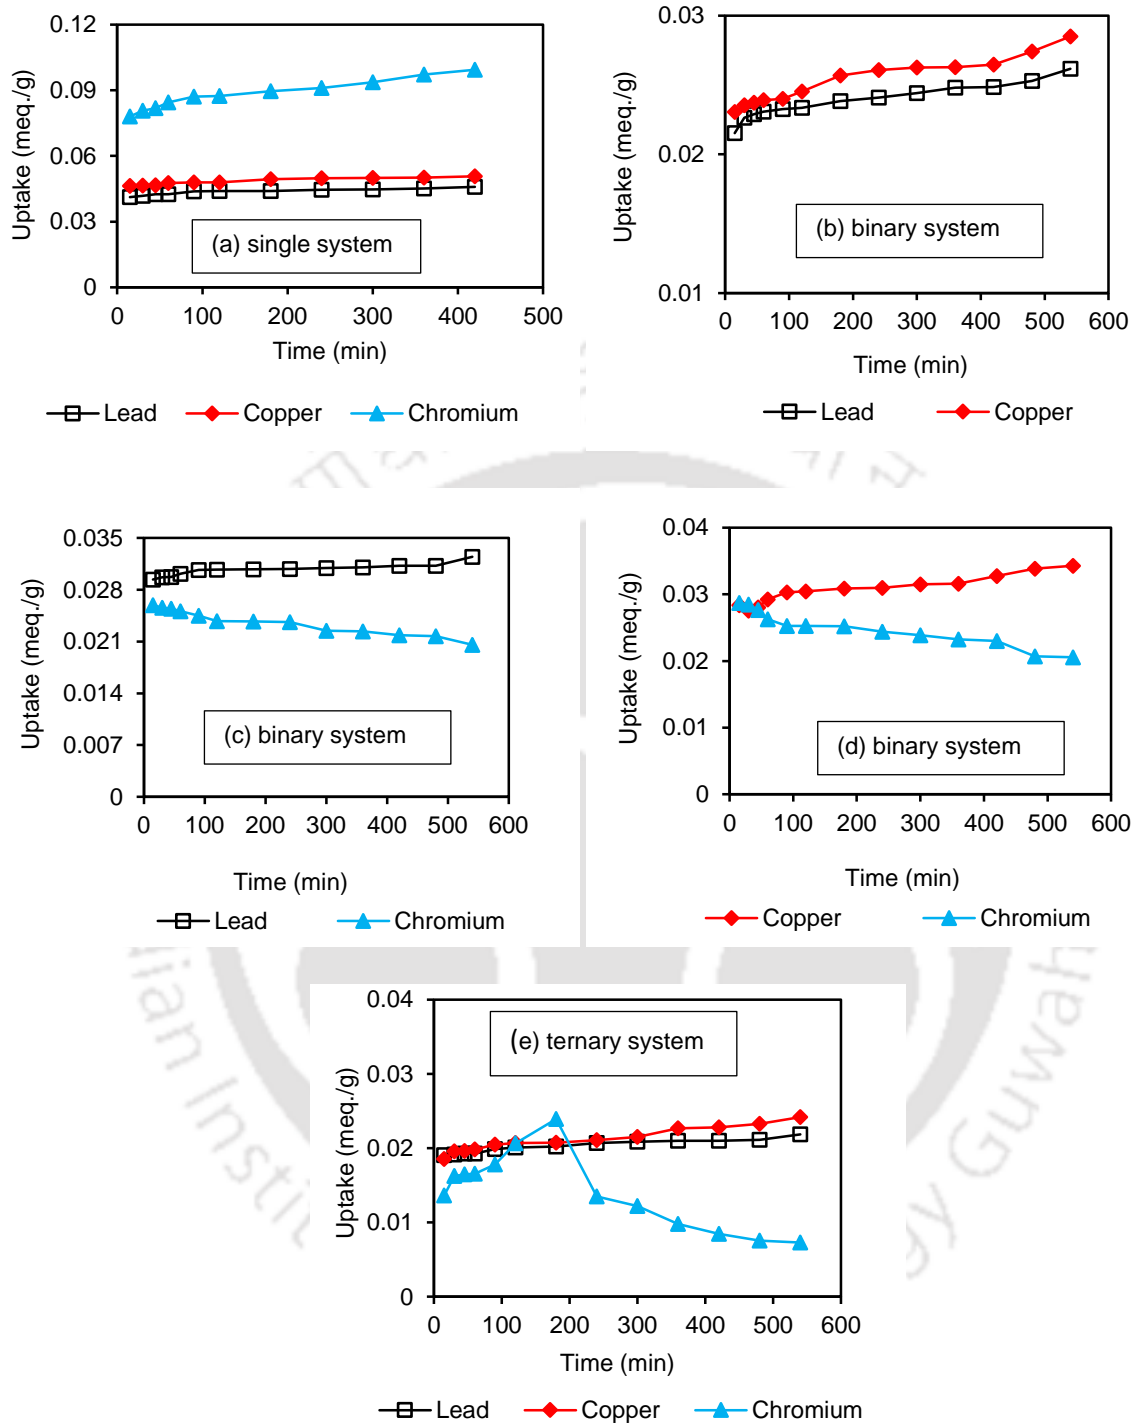 0.12
0.09
0.06
0.03
0
Uptake (meq./g)
(a) single system
0 100 200 300 400 500
Time (min)
Lead Copper Chromium
0.03
0.02
0.01
Uptake (meq./g)
(b) binary system
0 100 200 300 400 500 600
Time (min)
Lead Copper
0.035
0.028
0.021
0.014
0.007
0
Uptake (meq./g)
(c) binary system
0 100 200 300 400 500 600
Time (min)
Lead Chromium
0.04
0.03
0.02
0.01
0
Uptake (meq./g)
(d) binary system
0 100 200 300 400 500 600
Time (min)
Copper Chromium
0.04
0.03
0.02
0.01
0
Uptake (meq./g)
(e) ternary system
0 100 200 300 400 500 600
Time (min)
Lead Copper Chromium